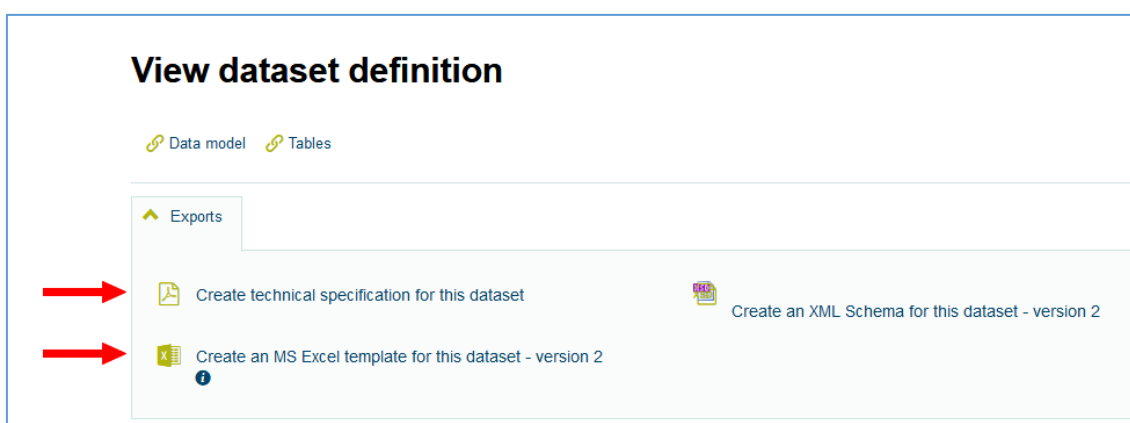 View dataset definition
Data model
Tables
Exports
Create technical specification for this dataset
Create an XML Schema for this dataset - version 2
Create an MS Excel template for this dataset - version 2